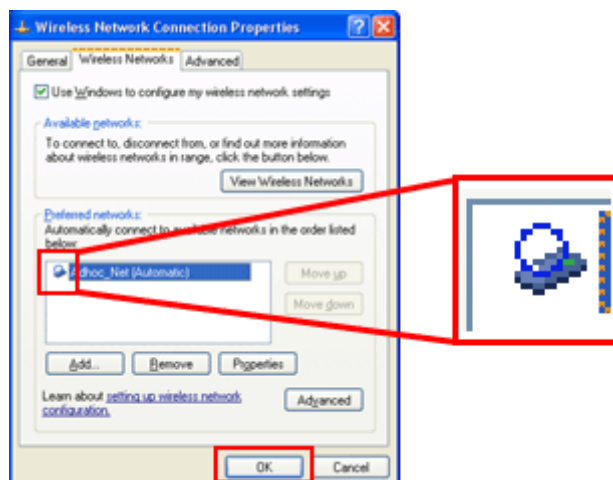 Wireless Network Connection Properties
General Wireless Networks Advanced
Use Windows to configure my wireless network settings
Available networks:
To connect to, disconnect from, or find out more information
about wireless networks in range, click the button below.
View Wireless Networks
Preferred networks:
Automatically connect to available networks in the order listed
below:
Adhoc_Net (Automatic)
Move up
Move down
Add... Remove Properties
Learn about setting up wireless network
configuration.
Advanced
OK Cancel